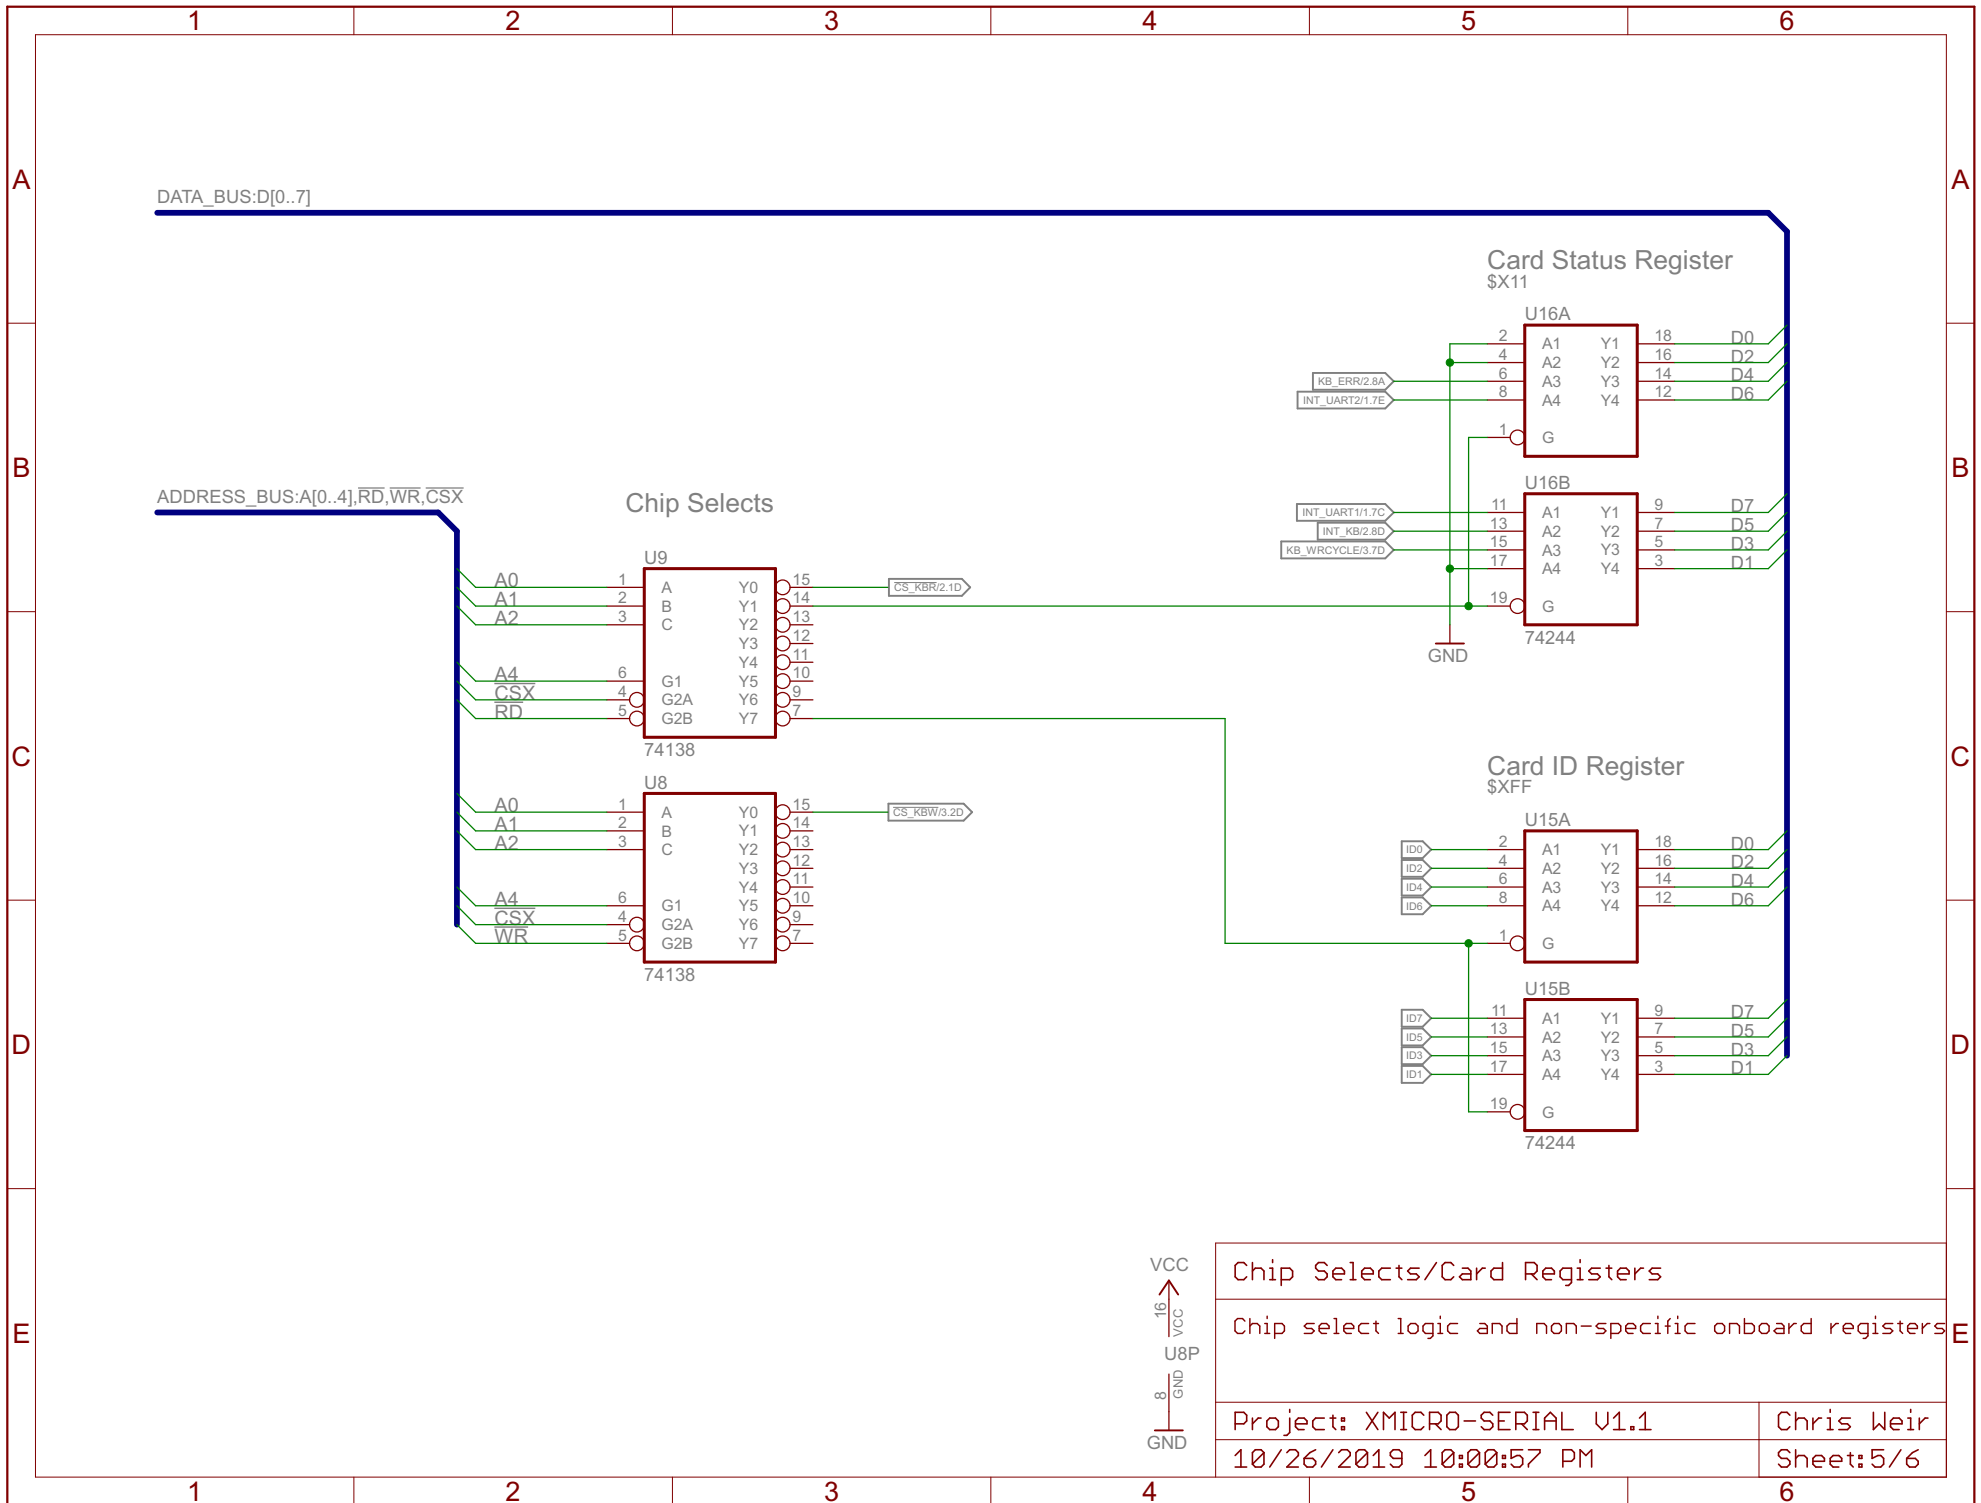 1 2 3 4 5 6
A A
DATA_BUS:D[0..7]
Card Status Register
$X11
U16A
2 A1 Y1 18 D0
4 A2 Y2 16 D2
KB_ERR/2.8A 6 A3 Y3 14 D4
INT_UART2/1.7E 8 A4 Y4 12 D6
1 G
B B
U16B
INT_UART1/1.7C 11 A1 Y1 9 D7
INT_KB/2.8D 13 A2 Y2 7 D5
KB_WRCYCLE/3.7D 15 A3 Y3 5 D3
17 A4 Y4 3 D1
19 G
74244
GND
ADDRESS_BUS:A[0..4],RD,WR,CSX
Chip Selects
U9
A0 1 A Y0 15 CS_KBR/2.1D
A1 2 B Y1 14
A2 3 C Y2 13
Y3 12
Y4 11
A4 6 G1 Y5 10
CSX 4 G2A Y6 9
RD 5 G2B Y7 7
74138
C C
U8
A0 1 A Y0 15 CS_KBW/3.2D
A1 2 B Y1 14
A2 3 C Y2 13
Y3 12
Y4 11
A4 6 G1 Y5 10
CSX 4 G2A Y6 9
WR 5 G2B Y7 7
74138
Card ID Register
$XFF
U15A
ID0 2 A1 Y1 18 D0
ID2 4 A2 Y2 16 D2
ID4 6 A3 Y3 14 D4
ID6 8 A4 Y4 12 D6
1 G
U15B
ID7 11 A1 Y1 9 D7
ID5 13 A2 Y2 7 D5
ID3 15 A3 Y3 5 D3
ID1 17 A4 Y4 3 D1
19 G
74244
D D
VCC
16 VCC
U8P
8 GND
GND
E E
Chip Selects/Card Registers
Chip select logic and non-specific onboard registers
Project: XMICRO-SERIAL V1.1
Chris Weir
10/26/2019 10:00:57 PM
Sheet:5/6
1 2 3 4 5 6